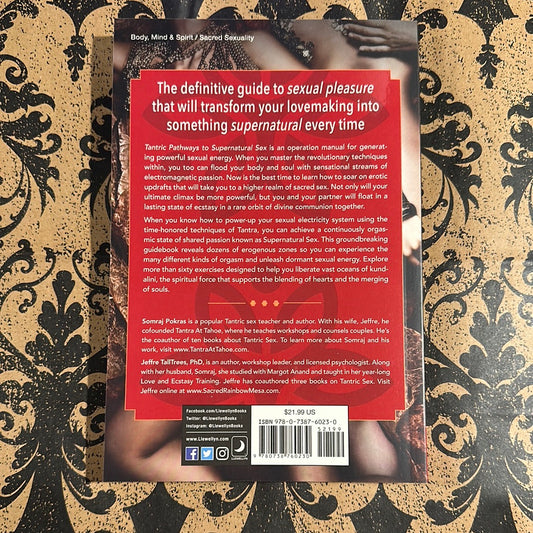 Body, Mind & Spirit / Sacred Sexuality
The definitive guide to sexual pleasure
that will transform your lovemaking into
something supernatural every time
Tantric Pathways to Supernatural Sex is an operation manual for generat-
ing powerful sexual energy. When you master the revolutionary techniques
within, you too can flood your body and soul with sensational streams of
electromagnetic passion. Now is the best time to learn how to soar on erotic
updrafts that will take you to a higher realm of sacred sex. Not only will your
ultimate climax be more powerful, but you and your partner will float in a
lasting state of ecstasy in a rare orbit of divine communion together.
When you know how to power-up your sexual electricity system using the
time-honored techniques of Tantra, you can achieve a continuously orgas-
mic state of shared passion known as Supernatural Sex. This groundbreaking
guidebook reveals dozens of erogenous zones so you can experience the
many different kinds of orgasm and unleash dormant sexual energy. Explore
more than sixty exercises designed to help you liberate vast oceans of kund-
alini, the spiritual force that supports the blending of hearts and the merging
of souls.
Somraj Pokras is a popular Tantric sex teacher and author. With his wife, Jeffre, he
cofounded Tantra At Tahoe, where he teaches workshops and counsels couples. He's
the coauthor of ten books about Tantric Sex. To learn more about Somraj and his
work, visit www.TantraAtTahoe.com.
Jeffre TallTrees, PhD, is an author, workshop leader, and licensed psychologist. Along
with her husband, Somraj, she studied with Margot Anand and taught in her year-long
Love and Ecstasy Training. Jeffre has coauthored three books on Tantric Sex. Visit
Jeffre online at www.SacredRainbowMesa.com.
Facebook.com/LlewellynBooks
Twitter: @LlewellynBooks
Instagram: @LlewellynBooks
www.Llewellyn.com
$21.99 US
ISBN 978-0-7387-6023-0
52199
9 780738 760230